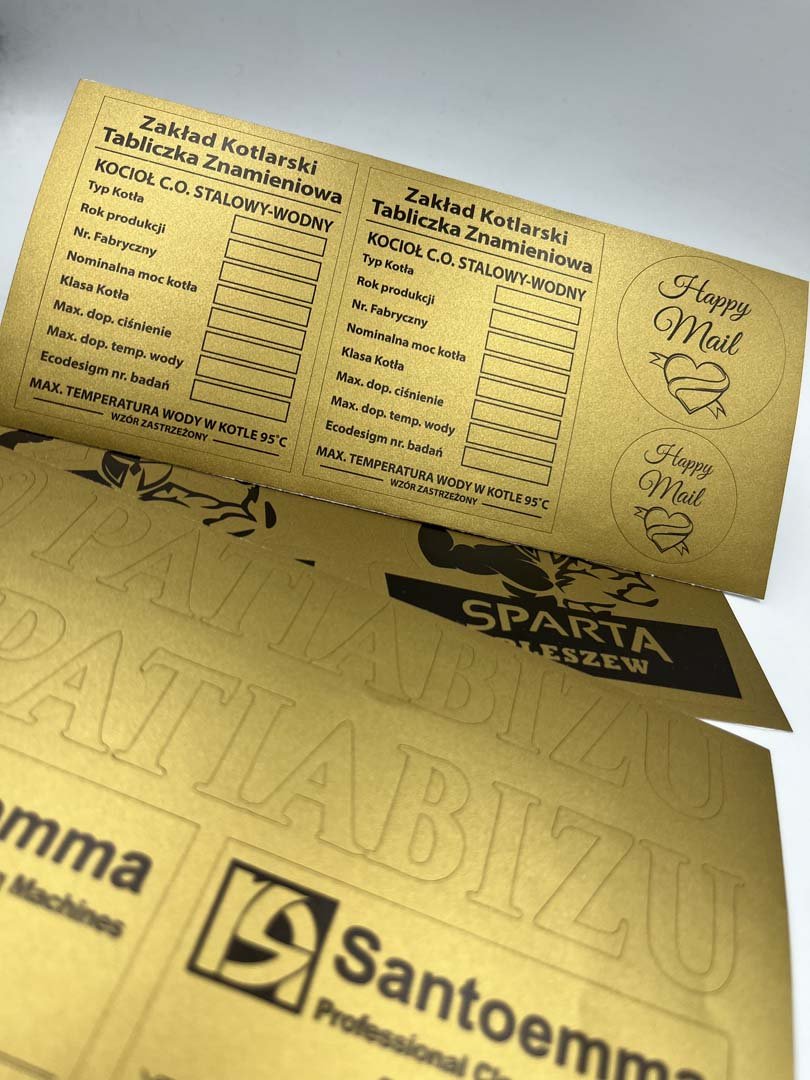 Zakład Kotlarski
Tabliczka Znamieniowa
KOCIOŁ C.O. STALOWY-WODNY
Typ Kotła
Rok produkcji
Nr. Fabryczny
Nominalna moc kotła
Klasa Kotła
Max. dop. ciśnienie
Max. dop. temp. wody
Ecodesigm nr. badań
MAX. TEMPERATURA WODY W KOTLE 95°C
WZÓR ZASTRZEŻONY
Zakład Kotlarski
Tabliczka Znamieniowa
KOCIOŁ C.O. STALOWY-WODNY
Typ Kotła
Rok produkcji
Nr. Fabryczny
Nominalna moc kotła
Klasa Kotła
Max. dop. ciśnienie
Max. dop. temp. wody
Ecodesigm nr. badań
MAX. TEMPERATURA WODY W KOTLE 95°C
WZÓR ZASTRZEŻONY
Happy
Mail
Happy
Mail
SPARTA
PATIABIZU
PATIABIZU
emma
Machines
Santoemma
Professional